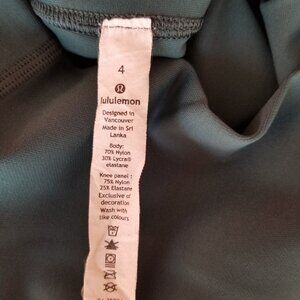 4
lululemon
Designed in
Vancouver
Made in Sri
Lanka
Body:
70% Nylon
30% Lycra®
elastane
Knee panel :
75% Nylon
25% Elastane
Exclusive of
decoration
Wash with
like colours